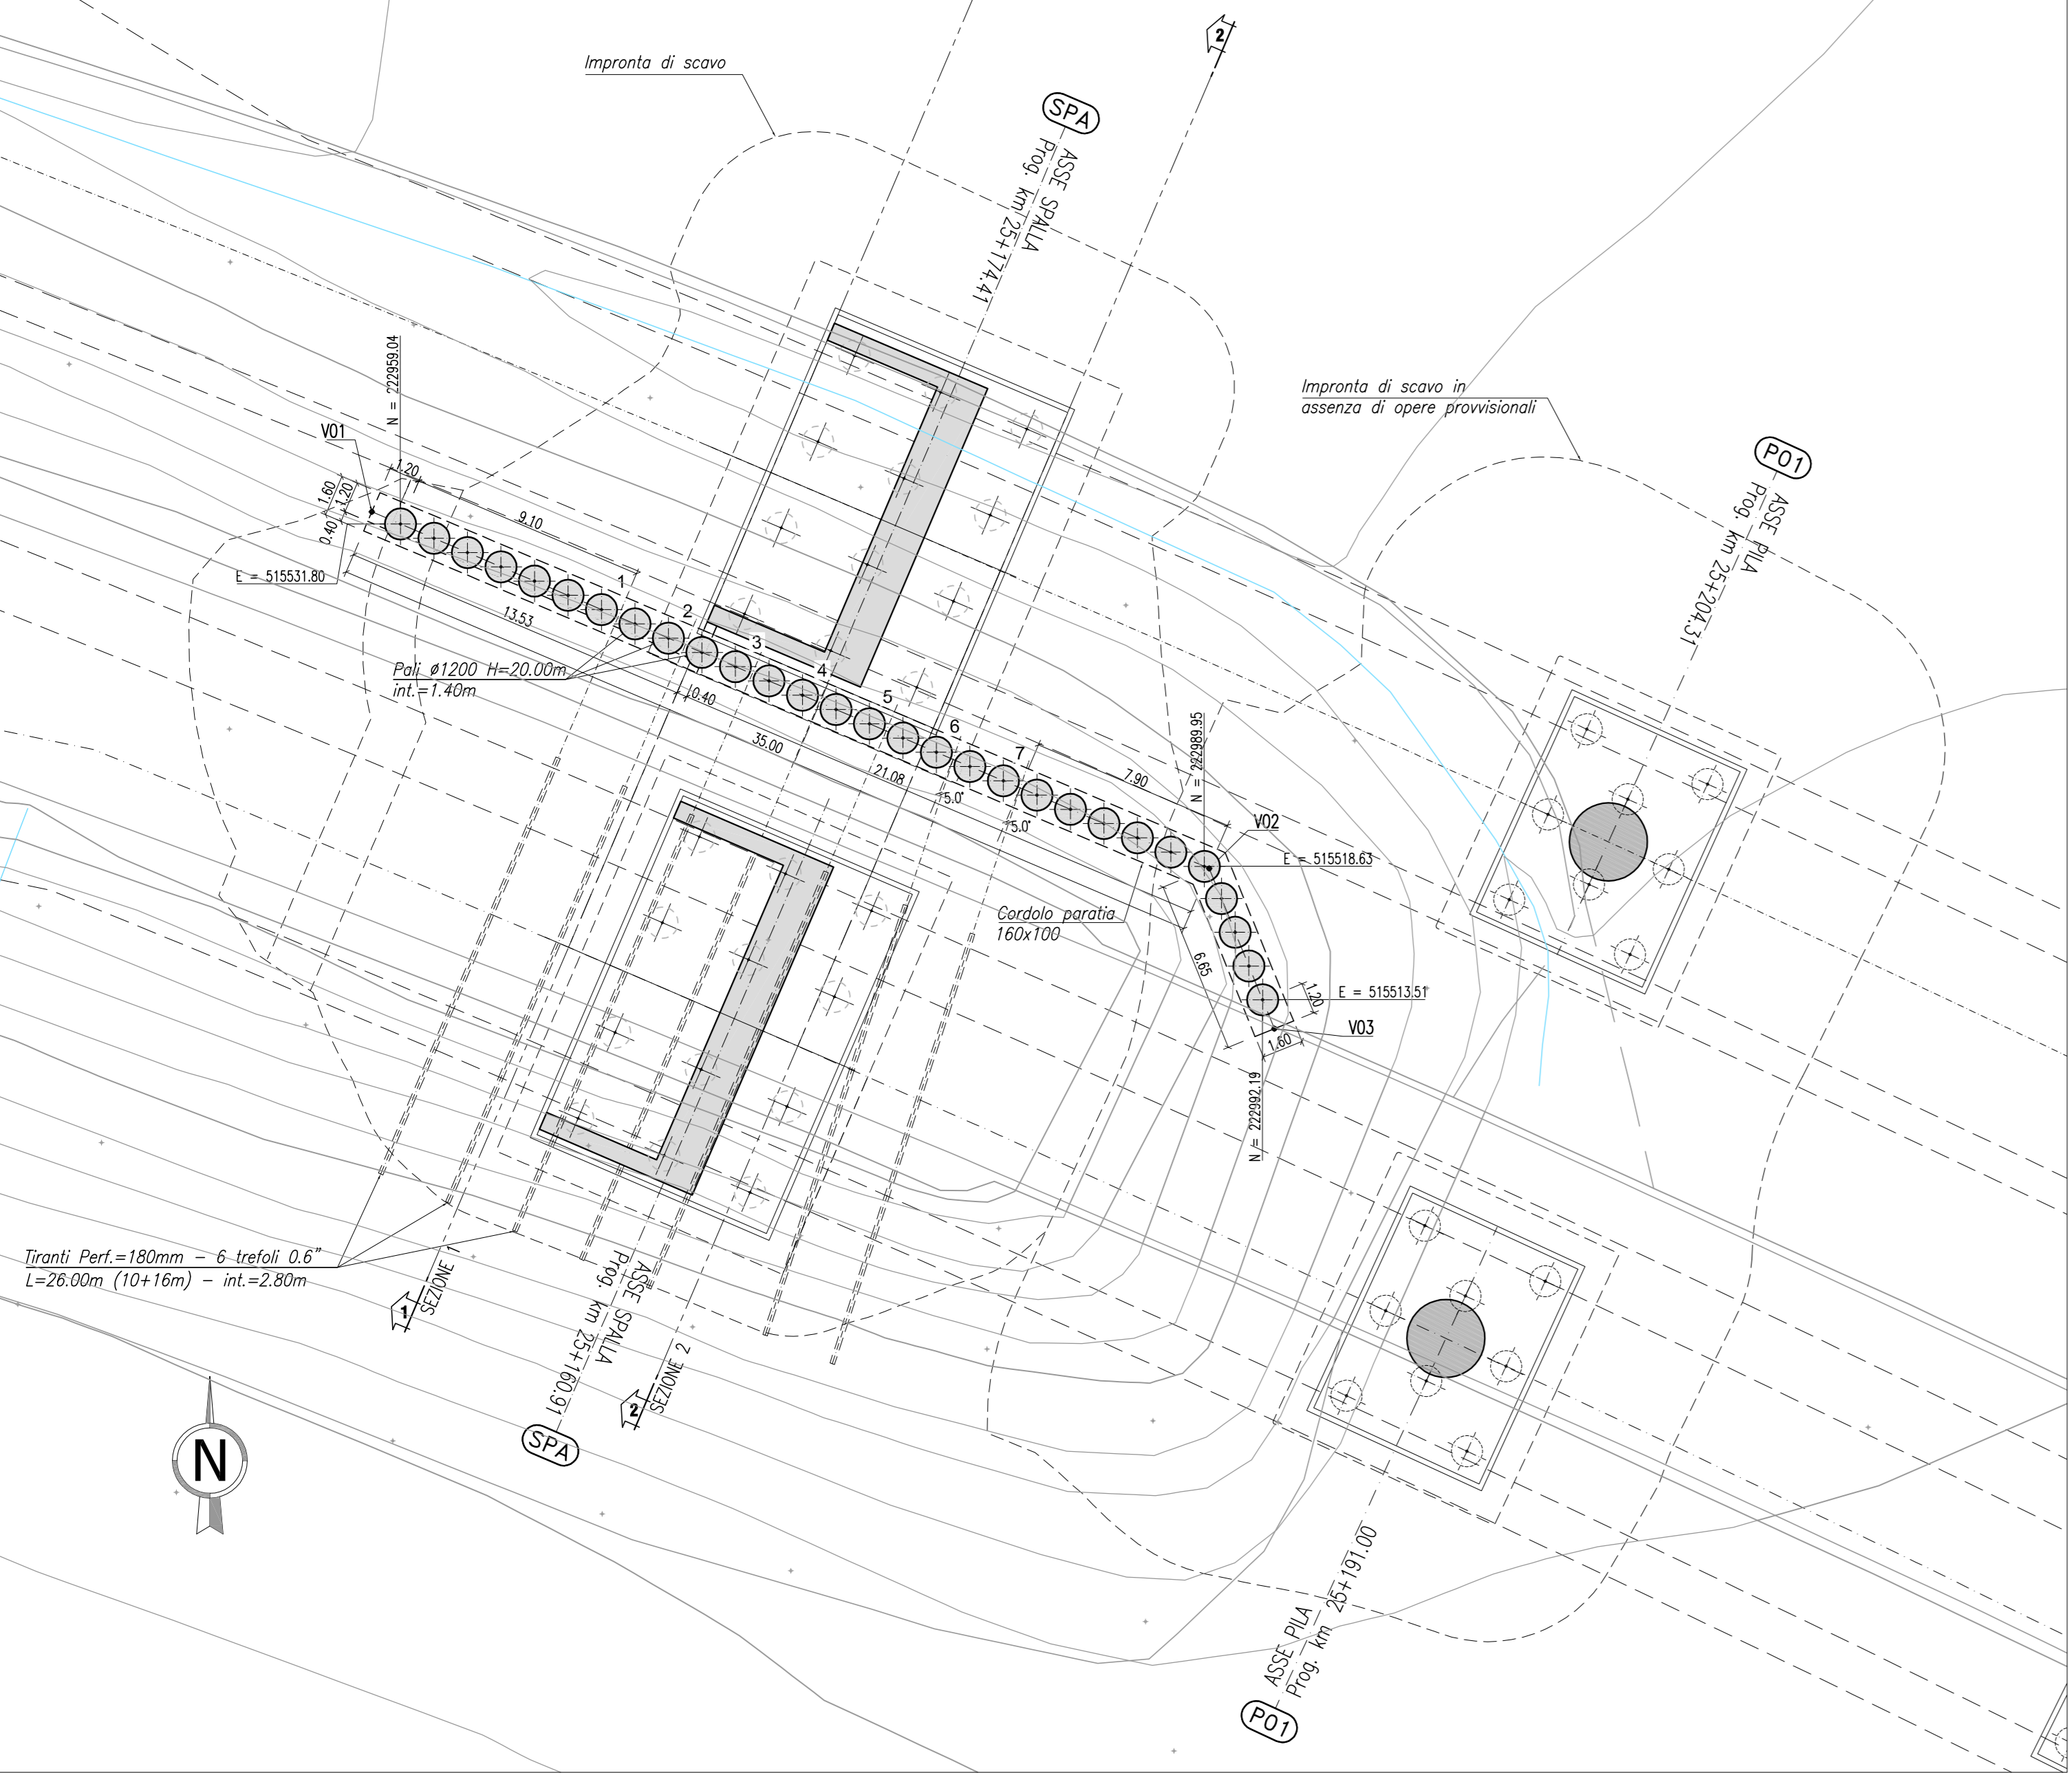 2
Impronta di scavo
SPA
ASSE SPALLA
Prog. km 25+174.41
Impronta di scavo in
assenza di opere provvisionali
P01
ASSE PILA
Prog. km 25+204.31
N = 222959.04
V01
1.20
1.60
1.20
0.40
9.10
E = 515531.80
13.53
1
2
3
4
5
6
7
Pali ø1200 H=20.00m
int.=1.40m
0.40
35.00
21.08
5.0°
5.0°
7.90
N = 222989.95
V02
E = 515518.63
Cordolo paratia
160x100
6.65
E = 515513.51
1.20
V03
1.60
N = 222992.19
Tiranti Perf.=180mm - 6 trefoli 0.6"
L=26.00m (10+16m) - int.=2.80m
1
SEZIONE 1
ASSE SPALLA
Prog. km 25+160.91
SPA
2
SEZIONE 2
N
ASSE PILA
Prog. km 25+191.00
P01